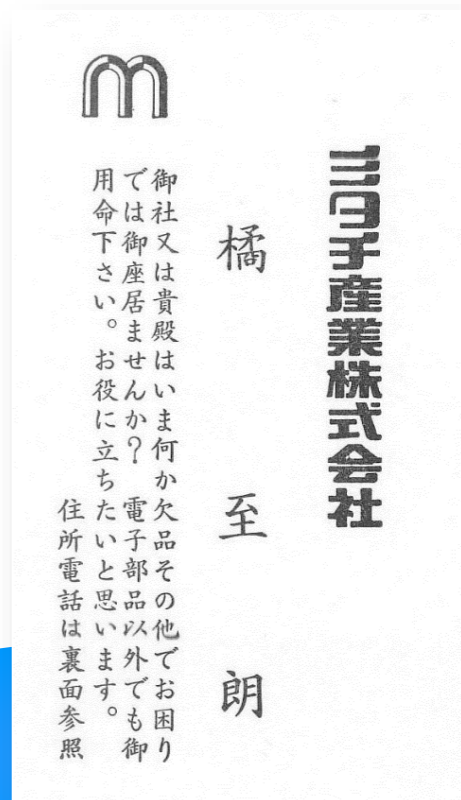 ミタチ産業株式会社
橘至朗
御社又は貴殿はいま何か欠品その他でお困り
では御座居ませんか？電子部品以外でも御
用命下さい。お役に立ちたいと思います。
住所電話は裏面参照
m